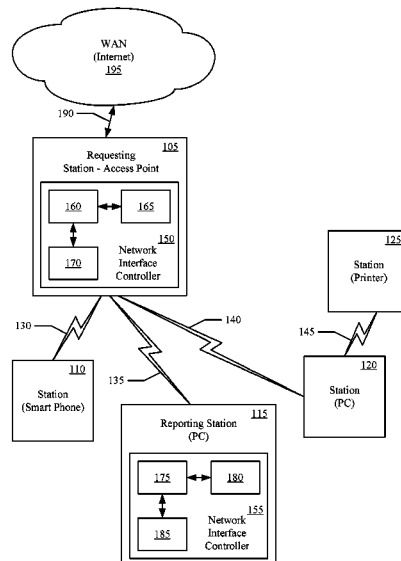 WAN
(Internet)
195
190
105
Requesting
Station - Access Point
160
165
150
170
Network
Interface
Controller
125
Station
(Printer)
130
140
145
135
110
Station
(Smart Phone)
120
Station
(PC)
115
Reporting Station
(PC)
175
180
155
185
Network
Interface
Controller